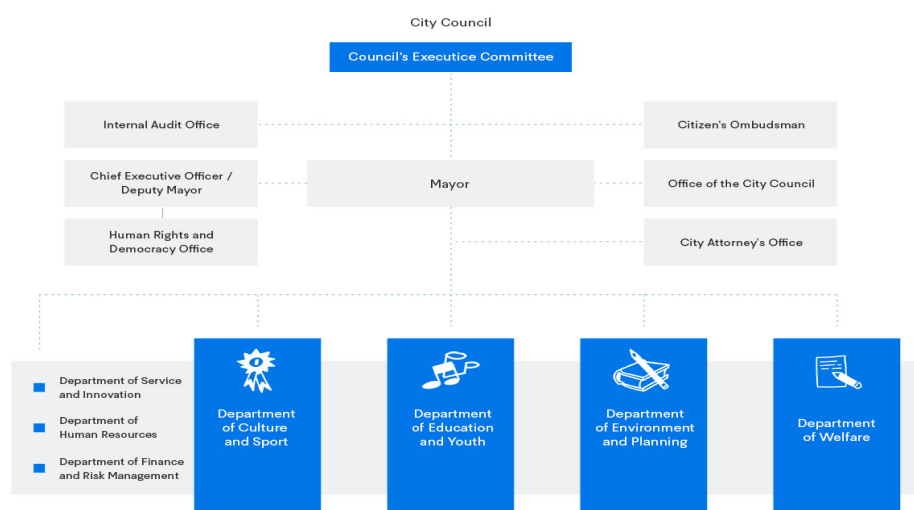 City Council
Council's Executice Committee
Internal Audit Office
Citizen's Ombudsman
Chief Executive Officer /
Deputy Mayor
Mayor
Office of the City Council
Human Rights and
Democracy Office
City Attorney's Office
Department of Service
and Innovation
Department of
Human Resources
Department of Finance
and Risk Management
Department
of Culture
and Sport
Department
of Education
and Youth
Department
of Environment
and Planning
Department
of Welfare